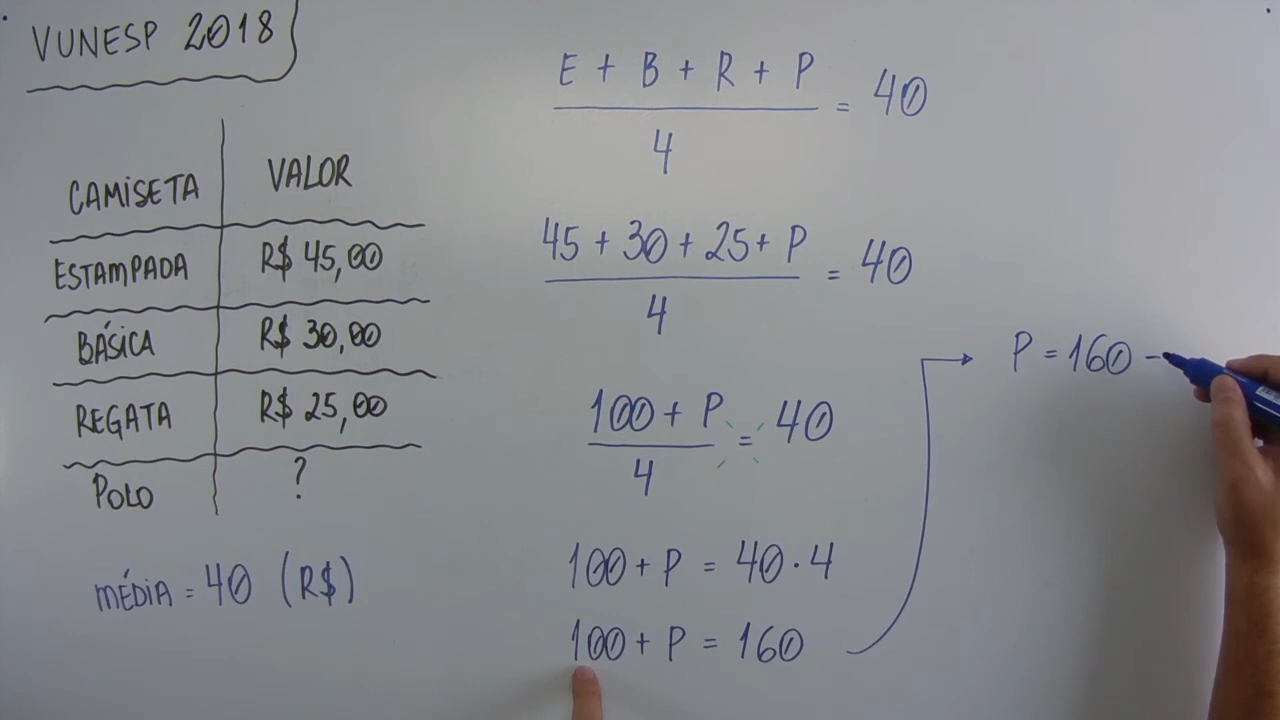 VUNESP 2018
CAMISETA VALOR
ESTAMPADA R$ 45,00
BÁSICA R$ 30,00
REGATA R$ 25,00
POLO ?
MÉDIA = 40 (R$)
E + B + R + P
4
= 40
45 + 30 + 25 + P
4
= 40
100 + P
4
= 40
100 + P = 40 · 4
100 + P = 160
P = 160 -